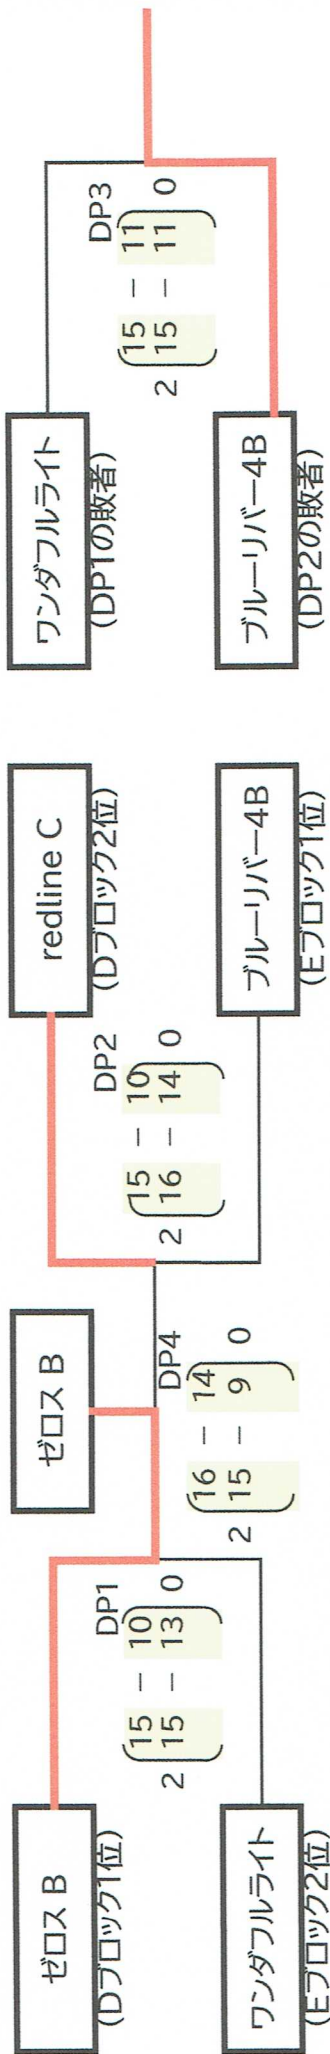 ゼロス B
(Dブロック1位)
ワンダフルライト
(Eブロック2位)
DP1
15 － 10
2 ( ) 0
15 － 13
ゼロス B
DP4
16 － 14
2 ( ) 0
15 － 9
DP2
15 － 10
2 ( ) 0
16 － 14
redline C
(Dブロック2位)
ブルーリバー4B
(Eブロック1位)
ワンダフルライト
(DP1の敗者)
ブルーリバー4B
(DP2の敗者)
DP3
15 － 11
2 ( ) 0
15 － 11